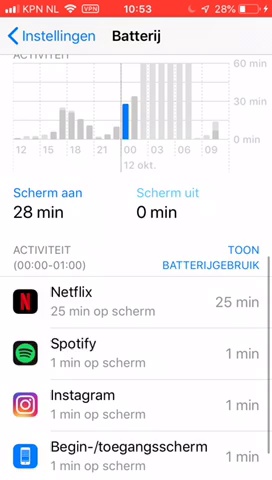 KPN NL VPN 10:53 28%
Instellingen Batterij
ACTIVITEIT
60 min
30 min
0 min
12 15 18 21 00 03 06 09
12 okt.
Scherm aan Scherm uit
28 min 0 min
ACTIVITEIT TOON
(00:00-01:00) BATTERIJGEBRUIK
Netflix
25 min op scherm 25 min
Spotify
1 min op scherm 1 min
Instagram
1 min op scherm 1 min
Begin-/toegangsscherm
1 min op scherm 1 min